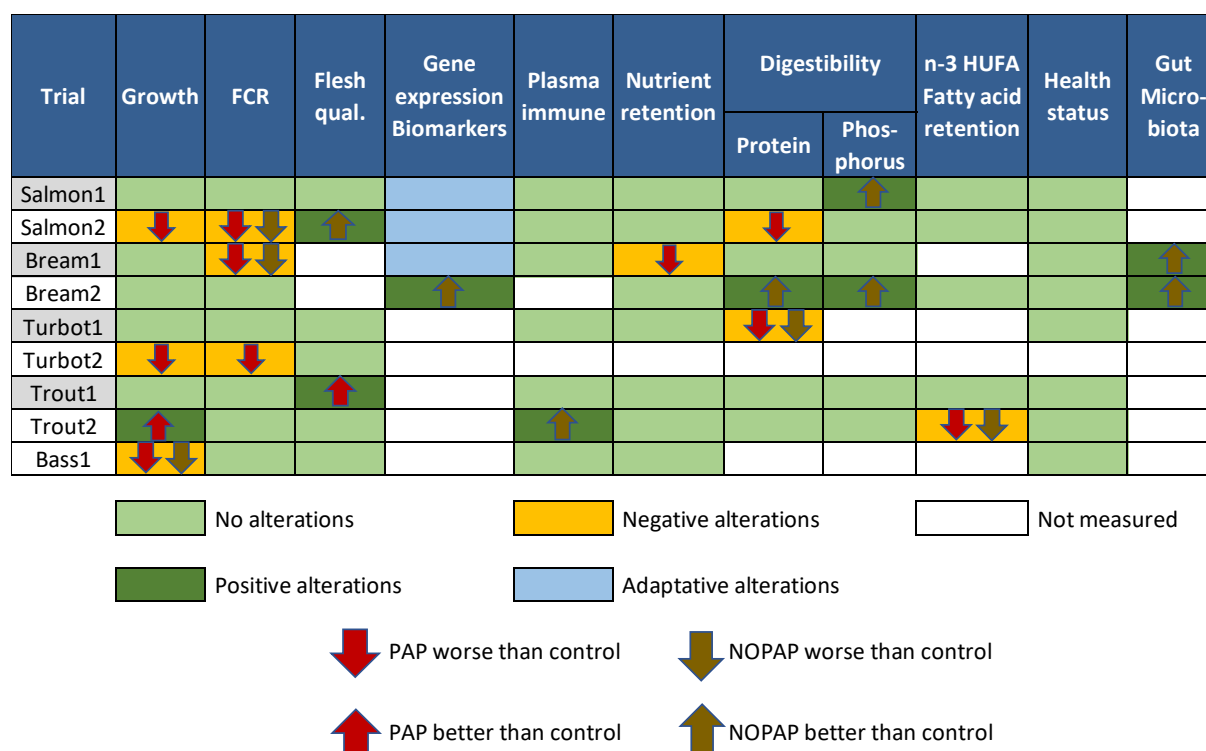 Trial
Growth
FCR
Flesh
qual.
Gene
expression
Biomarkers
Plasma
immune
Nutrient
retention
Digestibility
Protein
Phos-
phorus
n-3 HUFA
Fatty acid
retention
Health
status
Gut
Micro-
biota
Salmon1
Salmon2
Bream1
Bream2
Turbot1
Turbot2
Trout1
Trout2
Bass1
No alterations
Negative alterations
Not measured
Positive alterations
Adaptative alterations
PAP worse than control
NOPAP worse than control
PAP better than control
NOPAP better than control